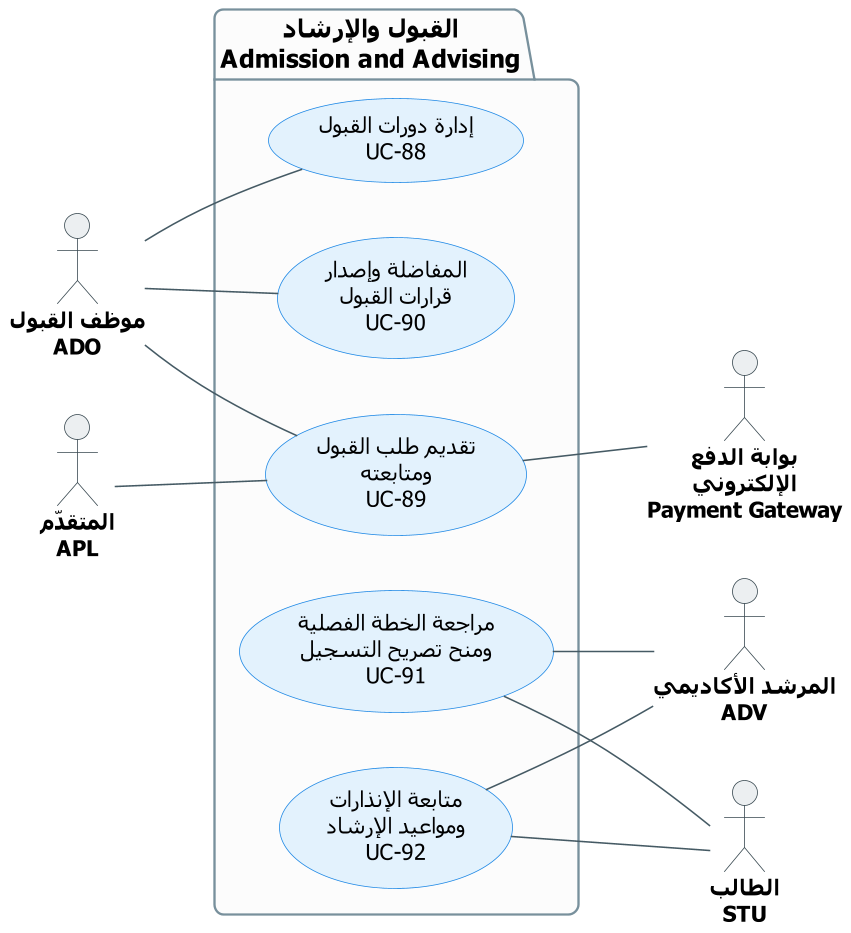 القبول والإرشاد
Admission and Advising
إدارة دورات القبول
UC-88
المفاضلة وإصدار
قرارات القبول
UC-90
موظف القبول
ADO
تقديم طلب القبول
ومتابعته
UC-89
المتقدّم
APL
بوابة الدفع
الإلكتروني
Payment Gateway
مراجعة الخطة الفصلية
ومنح تصريح التسجيل
UC-91
المرشد الأكاديمي
ADV
متابعة الإنذارات
ومواعيد الإرشاد
UC-92
الطالب
STU